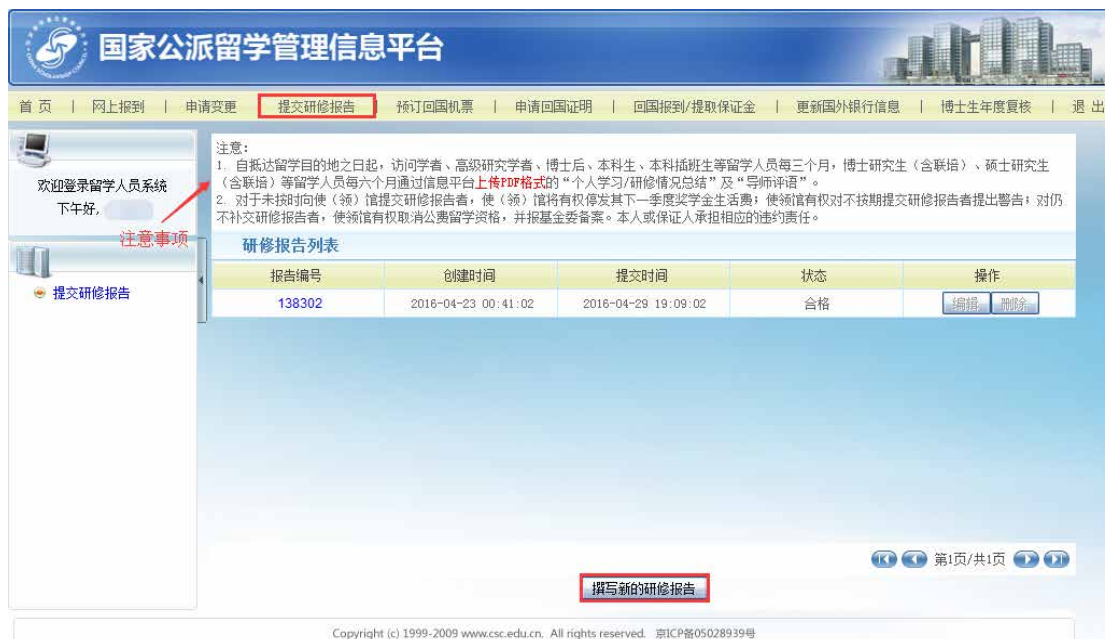 国家公派留学管理信息平台
首 页 | 网上报到 | 申请变更 | 提交研修报告 | 预订回国机票 | 申请回国证明 | 回国报到/提取保证金 | 更新国外银行信息 | 博士生年度复核 | 退 出
欢迎登录留学人员系统
下午好,
注意事项
提交研修报告
注意:
1. 自抵达留学目的地之日起,访问学者、高级研究学者、博士后、本科生、本科插班生等留学人员每三个月,博士研究生(含联培)、硕士研究生
(含联培)等留学人员每六个月通过信息平台上传PDF格式的“个人学习/研修情况总结”及“导师评语”。
2. 对于未按时向使(领)馆提交研修报告者,使(领)馆将有权停发其下一季度奖学金生活费;使领馆有权对不按期提交研修报告者提出警告;对仍
不补交研修报告者,使领馆有权取消公费留学资格,并报基金委备案。本人或保证人承担相应的违约责任。
研修报告列表
报告编号 创建时间 提交时间 状态 操作
138302 2016-04-23 00:41:02 2016-04-29 19:09:02 合格 编辑 删除
第1页/共1页
撰写新的研修报告
Copyright (c) 1999-2009 www.csc.edu.cn. All rights reserved. 京ICP备05028939号